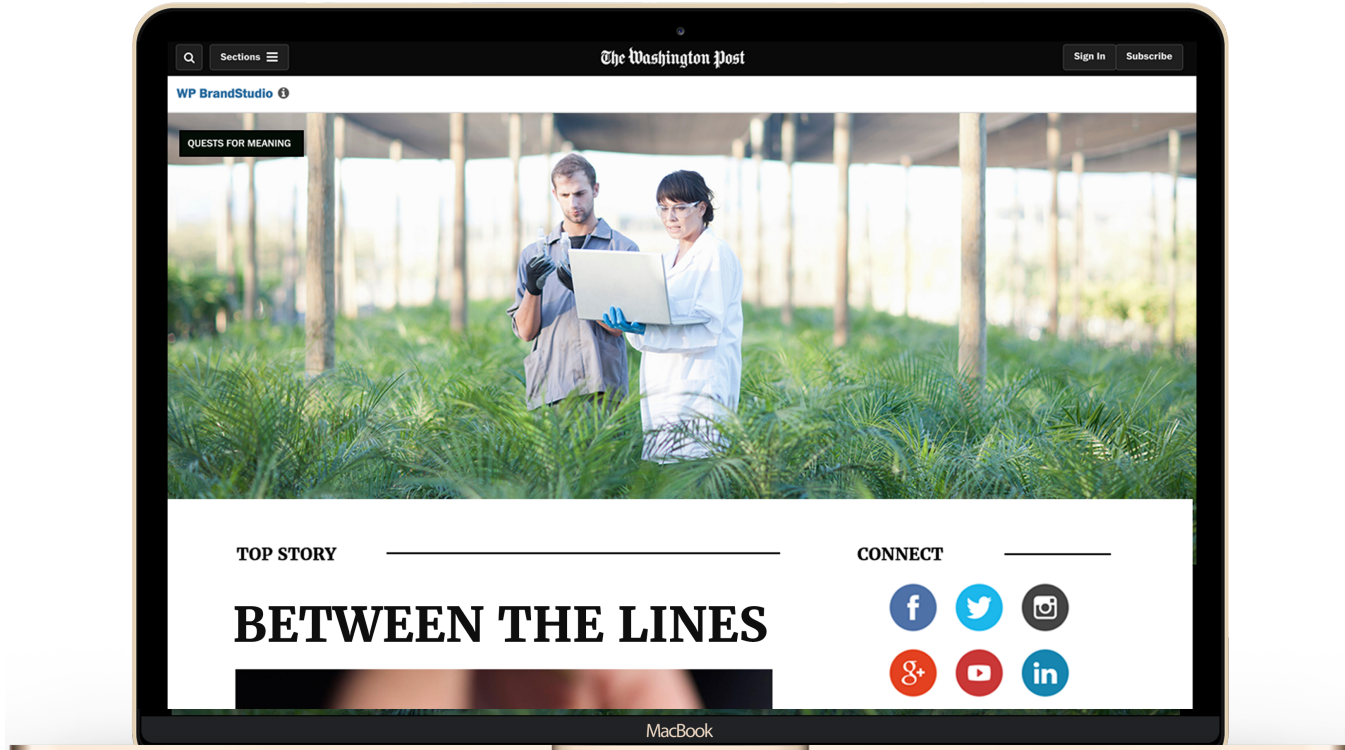 Sections
The Washington Post
Sign In
Subscribe
WP BrandStudio
QUESTS FOR MEANING
TOP STORY
CONNECT
BETWEEN THE LINES
f
g+
in
MacBook